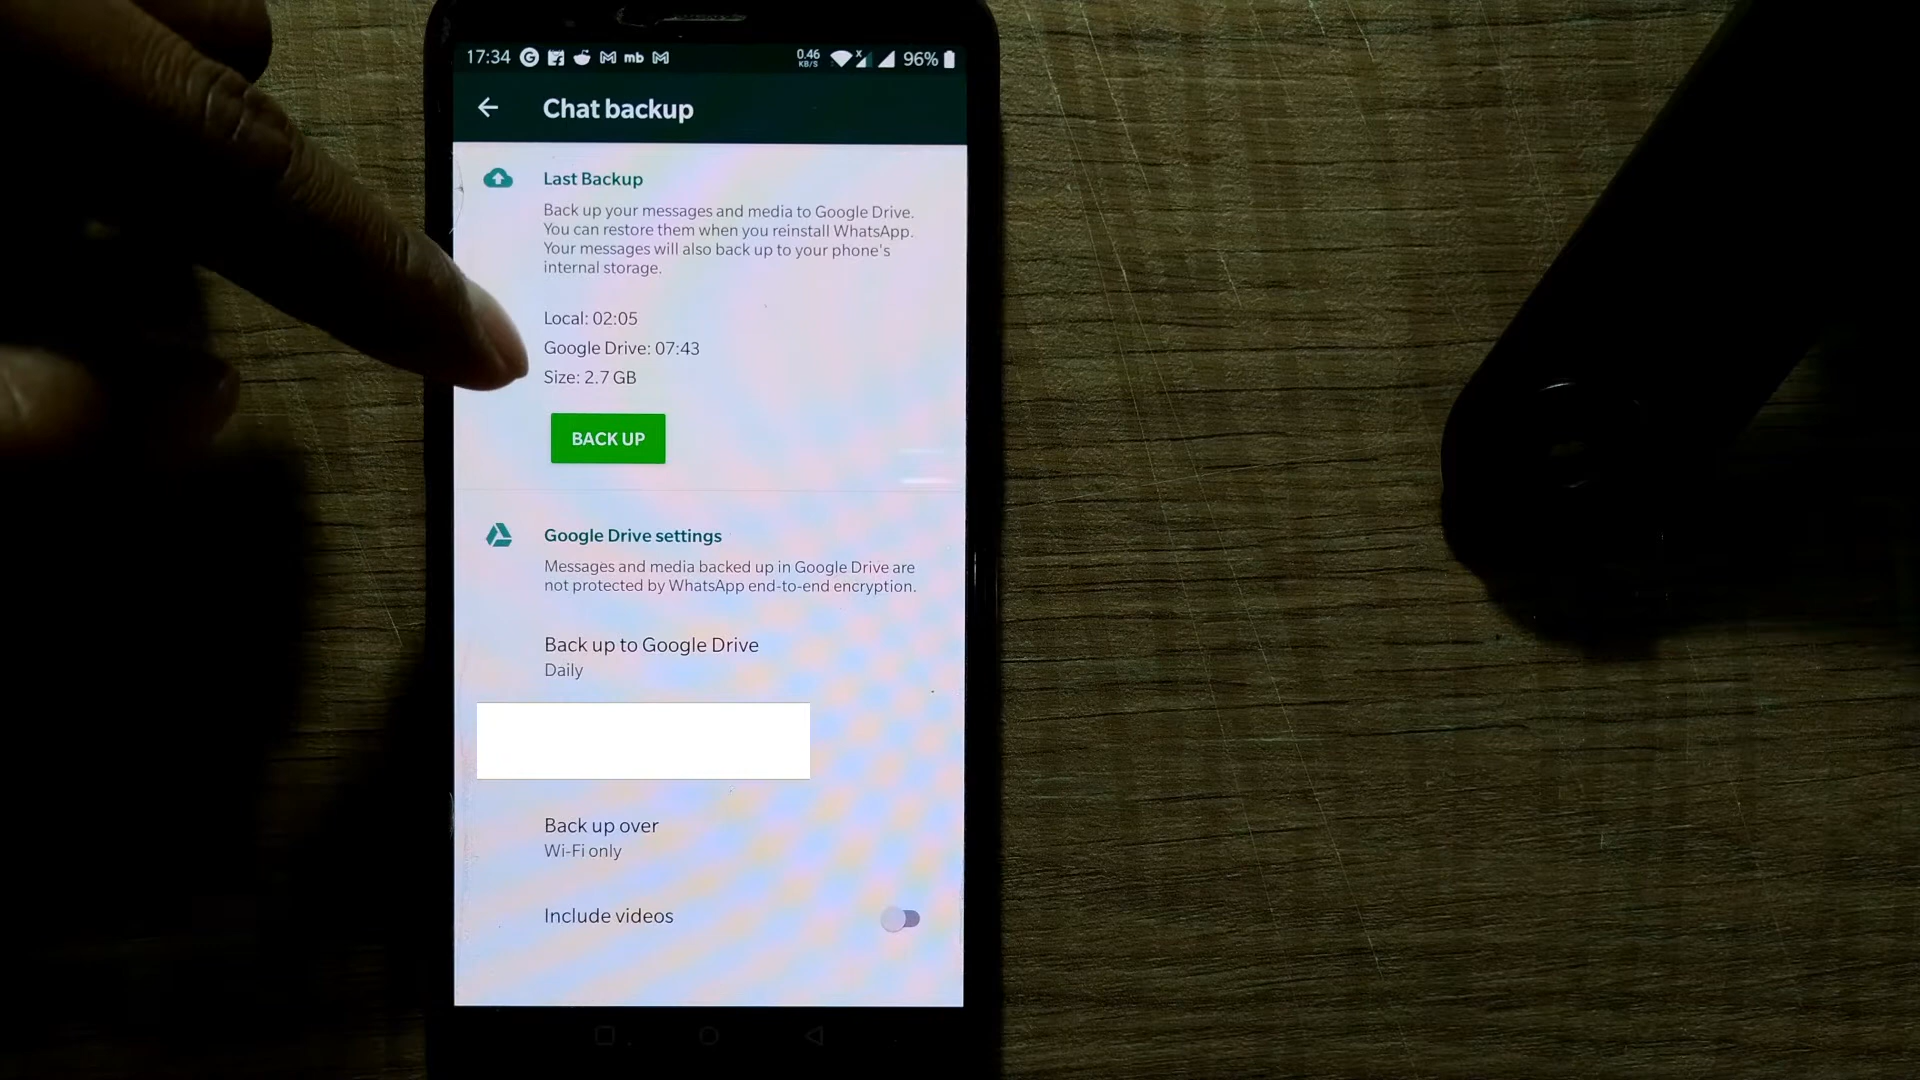 17:34 mb 0.46 KB/S 96%
Chat backup
Last Backup
Back up your messages and media to Google Drive.
You can restore them when you reinstall WhatsApp.
Your messages will also back up to your phone's
internal storage.
Local: 02:05
Google Drive: 07:43
Size: 2.7 GB
BACK UP
Google Drive settings
Messages and media backed up in Google Drive are
not protected by WhatsApp end-to-end encryption.
Back up to Google Drive
Daily
Back up over
Wi-Fi only
Include videos